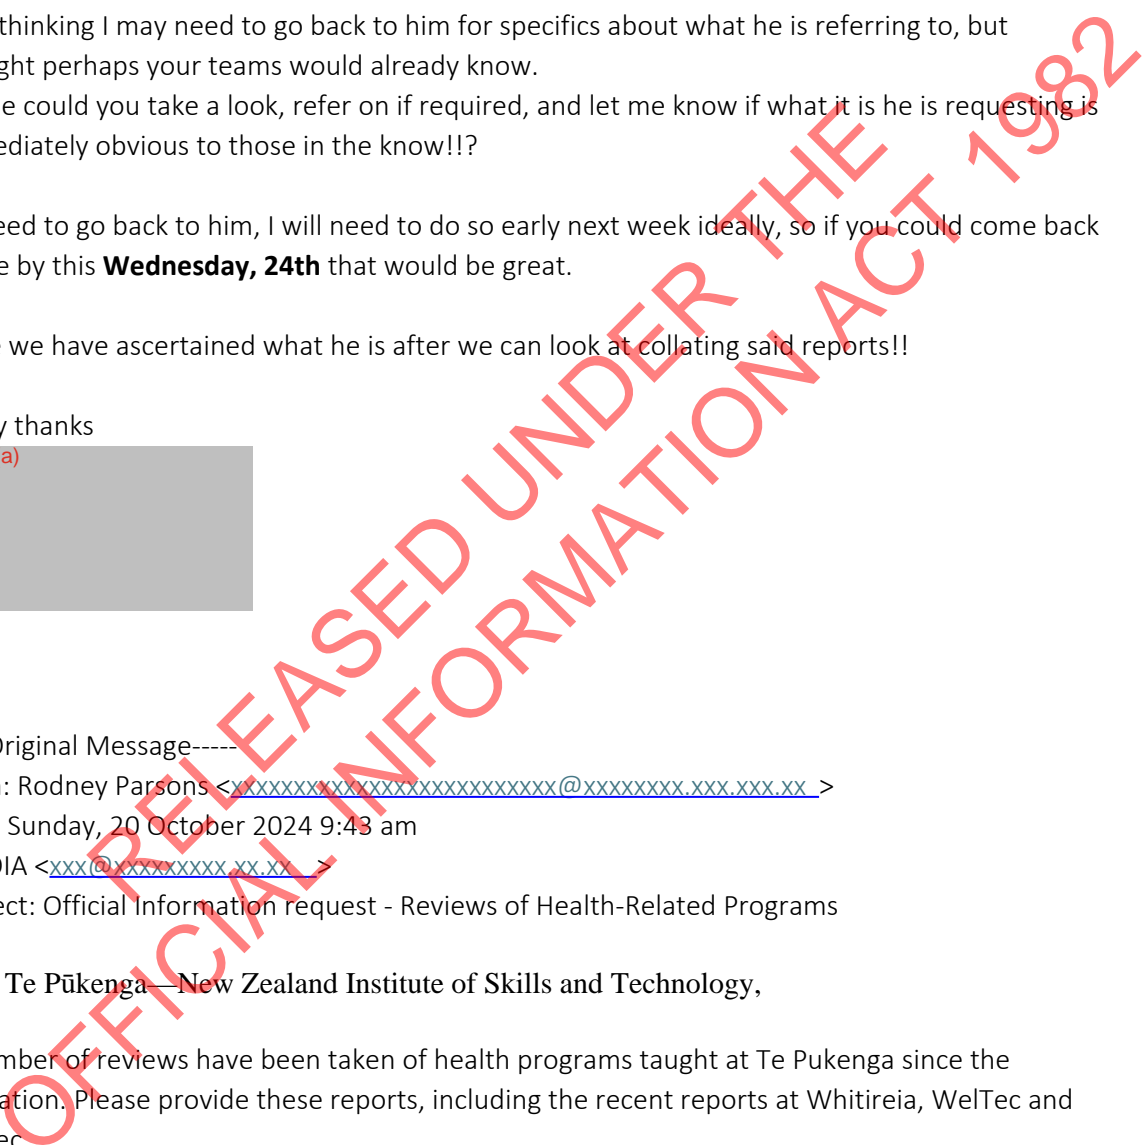 thinking I may need to go back to him for specifics about what he is referring to, but
ght perhaps your teams would already know.
e could you take a look, refer on if required, and let me know if what it is he is requesting is
ediately obvious to those in the know!!?
eed to go back to him, I will need to do so early next week ideally, so if you could come back
e by this Wednesday, 24th that would be great.
we have ascertained what he is after we can look at collating said reports!!
y thanks
a)
Original Message-----
: Rodney Parsons <xxxxxxxxxxxxxxxxxxxxxxxxxx@xxxxxxxx.xxx.xxx.xx >
Sunday, 20 October 2024 9:43 am
OIA <xxx@xxxxxxxxx.xx.xx >
ect: Official Information request - Reviews of Health-Related Programs
Te Pūkenga—New Zealand Institute of Skills and Technology,
mber of reviews have been taken of health programs taught at Te Pukenga since the
ation. Please provide these reports, including the recent reports at Whitireia, WelTec and
ec
RELEASED UNDER THE
OFFICIAL INFORMATION ACT 1982